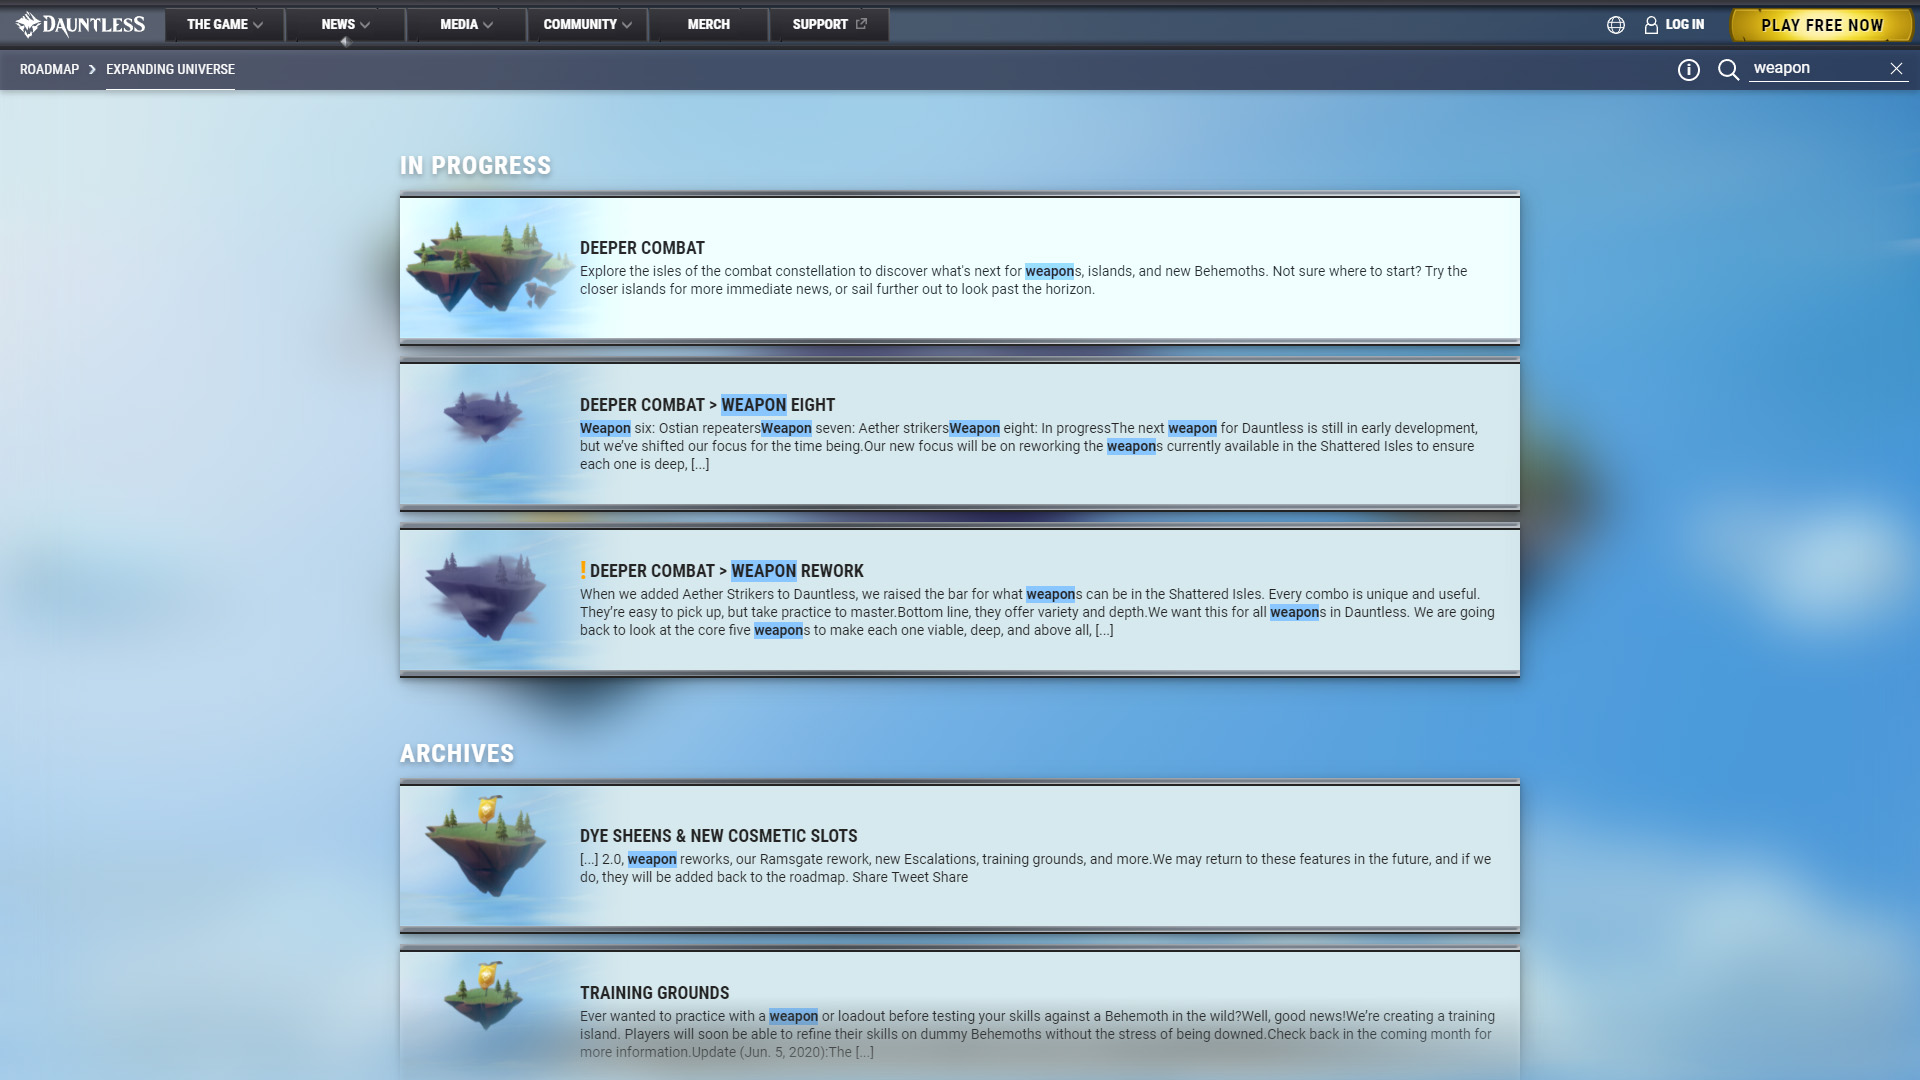 DAUNTLESS
THE GAME
NEWS
MEDIA
COMMUNITY
MERCH
SUPPORT
LOG IN
PLAY FREE NOW
ROADMAP
EXPANDING UNIVERSE
weapon
IN PROGRESS
DEEPER COMBAT
Explore the isles of the combat constellation to discover what's next for weapons, islands, and new Behemoths. Not sure where to start? Try the
closer islands for more immediate news, or sail further out to look past the horizon.
DEEPER COMBAT > WEAPON EIGHT
Weapon six: Ostian repeatersWeapon seven: Aether strikersWeapon eight: In progressThe next weapon for Dauntless is still in early development,
but we’ve shifted our focus for the time being.Our new focus will be on reworking the weapons currently available in the Shattered Isles to ensure
each one is deep, [...]
! DEEPER COMBAT > WEAPON REWORK
When we added Aether Strikers to Dauntless, we raised the bar for what weapons can be in the Shattered Isles. Every combo is unique and useful.
They’re easy to pick up, but take practice to master.Bottom line, they offer variety and depth.We want this for all weapons in Dauntless. We are going
back to look at the core five weapons to make each one viable, deep, and above all, [...]
ARCHIVES
DYE SHEENS & NEW COSMETIC SLOTS
[...] 2.0, weapon reworks, our Ramsgate rework, new Escalations, training grounds, and more.We may return to these features in the future, and if we
do, they will be added back to the roadmap. Share Tweet Share
TRAINING GROUNDS
Ever wanted to practice with a weapon or loadout before testing your skills against a Behemoth in the wild?Well, good news!We’re creating a training
island. Players will soon be able to refine their skills on dummy Behemoths without the stress of being downed.Check back in the coming month for
more information.Update (Jun. 5, 2020):The [...]